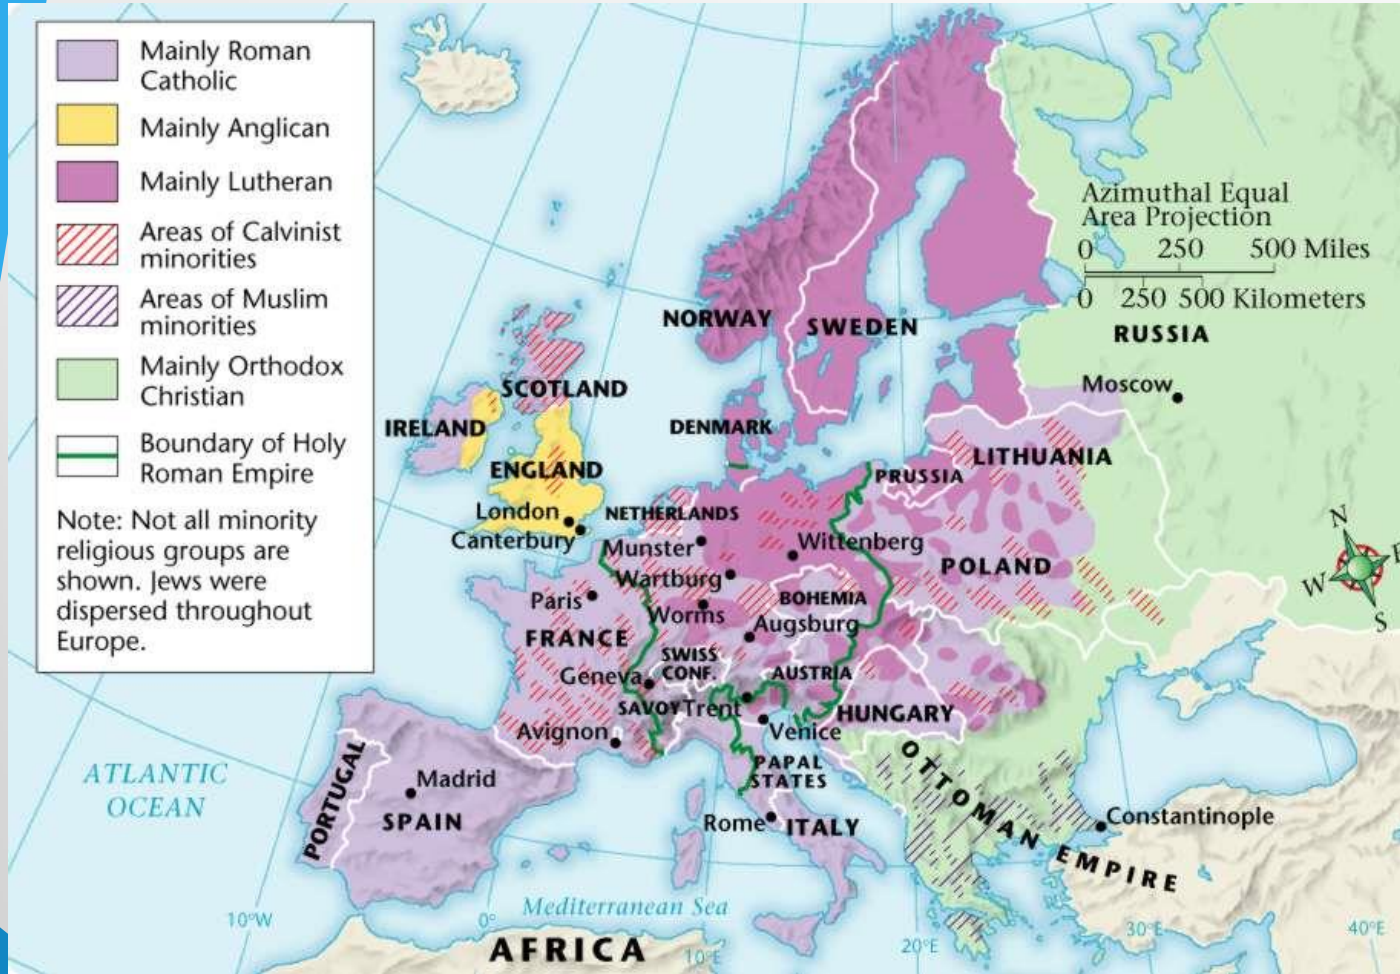 Mainly Roman
Catholic
Mainly Anglican
Mainly Lutheran
Areas of Calvinist
minorities
Areas of Muslim
minorities
Mainly Orthodox
Christian
Boundary of Holy
Roman Empire
Note: Not all minority
religious groups are
shown. Jews were
dispersed throughout
Europe.
Azimuthal Equal
Area Projection
0 250 500 Miles
0 250 500 Kilometers
RUSSIA
Moscow
NORWAY
SWEDEN
SCOTLAND
IRELAND
DENMARK
ENGLAND
LITHUANIA
PRUSSIA
London
NETHERLANDS
Canterbury
Munster
Wittenberg
POLAND
Wartburg
Paris
BOHEMIA
Worms
Augsburg
FRANCE
SWISS
CONF.
Geneva
AUSTRIA
SAVOY
Trent
HUNGARY
Avignon
Venice
PAPAL
STATES
ATLANTIC
OCEAN
PORTUGAL
Madrid
SPAIN
Rome
ITALY
OTTOMAN EMPIRE
Constantinople
Mediterranean Sea
AFRICA
10°W
0°
10°E
20°E
30°E
40°E
N
W
E
S